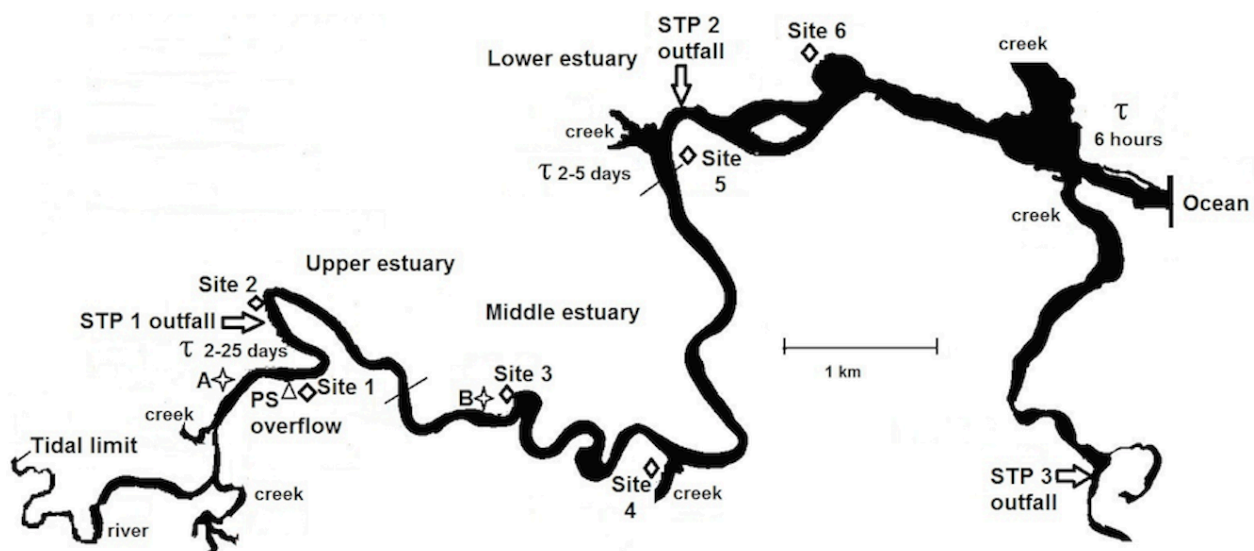 STP 2
outfall
Site 6
creek
Lower estuary
creek
τ
6 hours
τ 2-5 days
Site
5
Ocean
creek
Upper estuary
Site 2
Middle estuary
STP 1 outfall
τ 2-25 days
1 km
A
PS
overflow
Site 1
B
Site 3
creek
Tidal limit
Site
4
creek
creek
STP 3
outfall
river